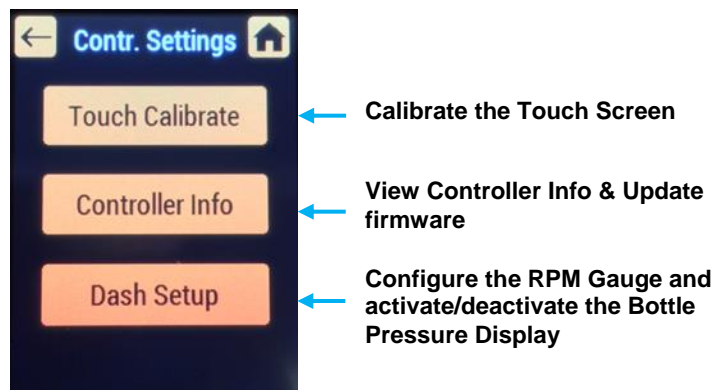 Contr. Settings
Touch Calibrate
Calibrate the Touch Screen
Controller Info
View Controller Info & Update
firmware
Dash Setup
Configure the RPM Gauge and
activate/deactivate the Bottle
Pressure Display